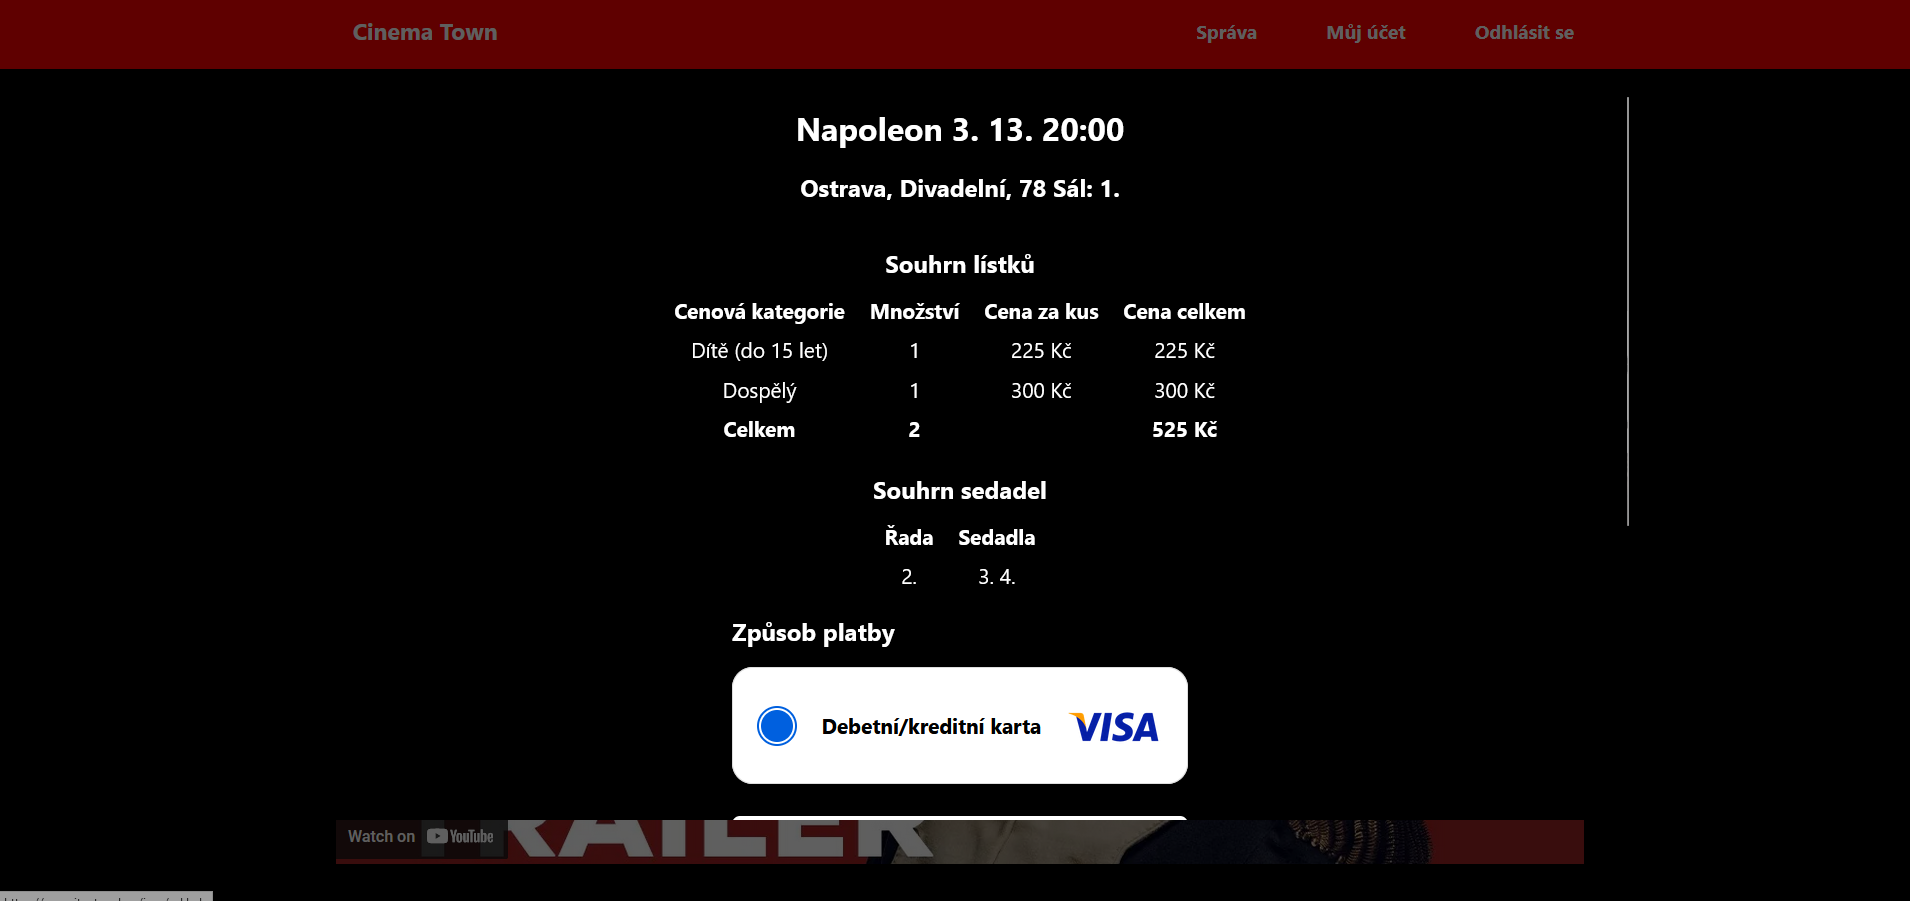 Cinema Town Správa Můj účet Odhlásit se
Napoleon 3. 13. 20:00
Ostrava, Divadelní, 78 Sál: 1.
Souhrn lístků
Cenová kategorie Množství Cena za kus Cena celkem
Dítě (do 15 let) 1 225 Kč 225 Kč
Dospělý 1 300 Kč 300 Kč
Celkem 2 525 Kč
Souhrn sedadel
Řada Sedadla
2. 3. 4.
Způsob platby
Debetní/kreditní karta VISA
Watch on YouTube RAILER